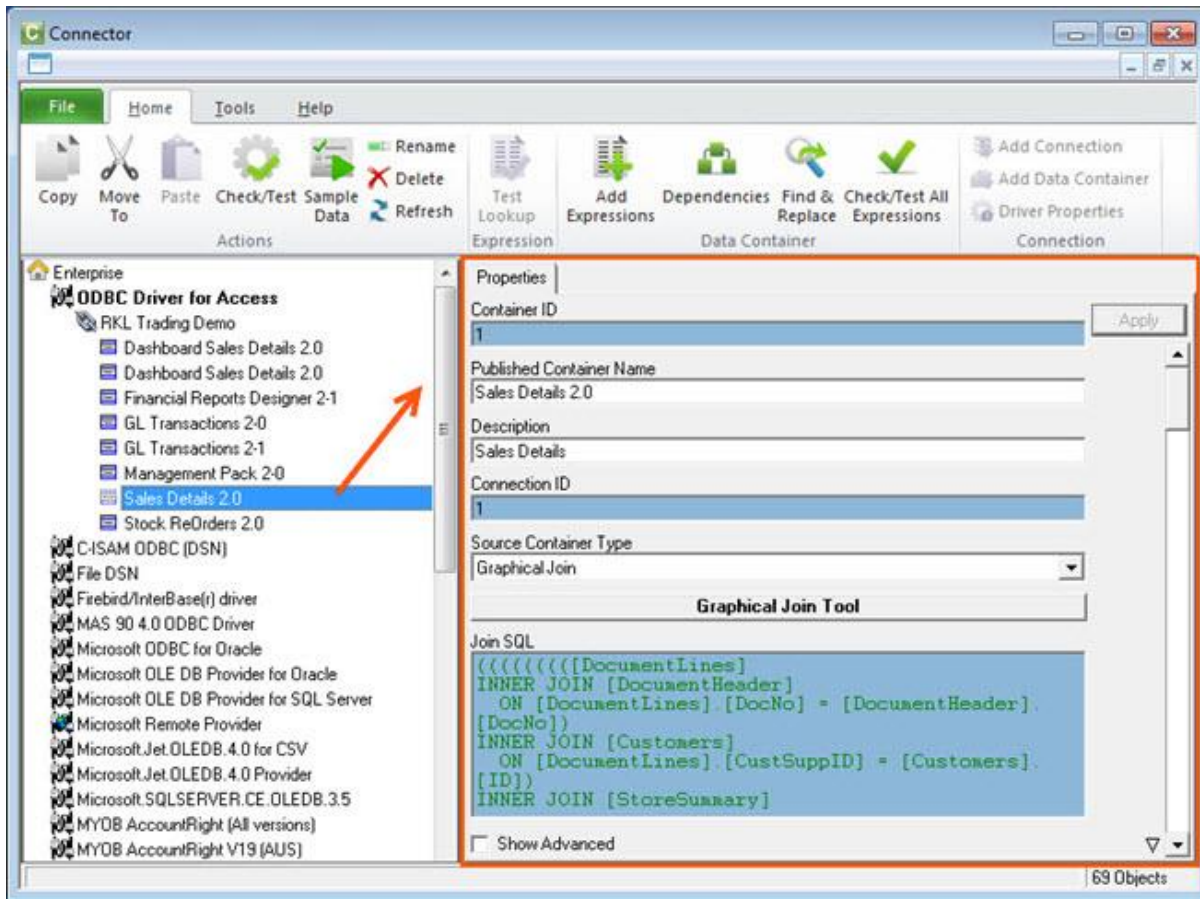 Connector
File Home Tools Help
Copy
Move To
Paste
Check/Test
Sample Data
Rename
Delete
Refresh
Actions
Test Lookup
Expression
Add Expressions
Dependencies
Find & Replace
Check/Test All Expressions
Data Container
Add Connection
Add Data Container
Driver Properties
Connection
Enterprise
ODBC Driver for Access
RKL Trading Demo
Dashboard Sales Details 2.0
Dashboard Sales Details 2.0
Financial Reports Designer 2-1
GL Transactions 2-0
GL Transactions 2-1
Management Pack 2-0
Sales Details 2.0
Stock ReOrders 2.0
C-ISAM ODBC (DSN)
File DSN
Firebird/InterBase(r) driver
MAS 90 4.0 ODBC Driver
Microsoft ODBC for Oracle
Microsoft OLE DB Provider for Oracle
Microsoft OLE DB Provider for SQL Server
Microsoft Remote Provider
Microsoft.Jet.OLEDB.4.0 for CSV
Microsoft.Jet.OLEDB.4.0 Provider
Microsoft.SQLSERVER.CE.OLEDB.3.5
MYOB AccountRight (All versions)
MYOB AccountRight V19 (AUS)
Properties
Container ID
1
Apply
Published Container Name
Sales Details 2.0
Description
Sales Details
Connection ID
1
Source Container Type
Graphical Join
Graphical Join Tool
Join SQL
((((((((([DocumentLines]
INNER JOIN [DocumentHeader]
ON [DocumentLines].[DocNo] = [DocumentHeader].
[DocNo])
INNER JOIN [Customers]
ON [DocumentLines].[CustSuppID] = [Customers].
[ID])
INNER JOIN [StoreSummary]
Show Advanced
69 Objects